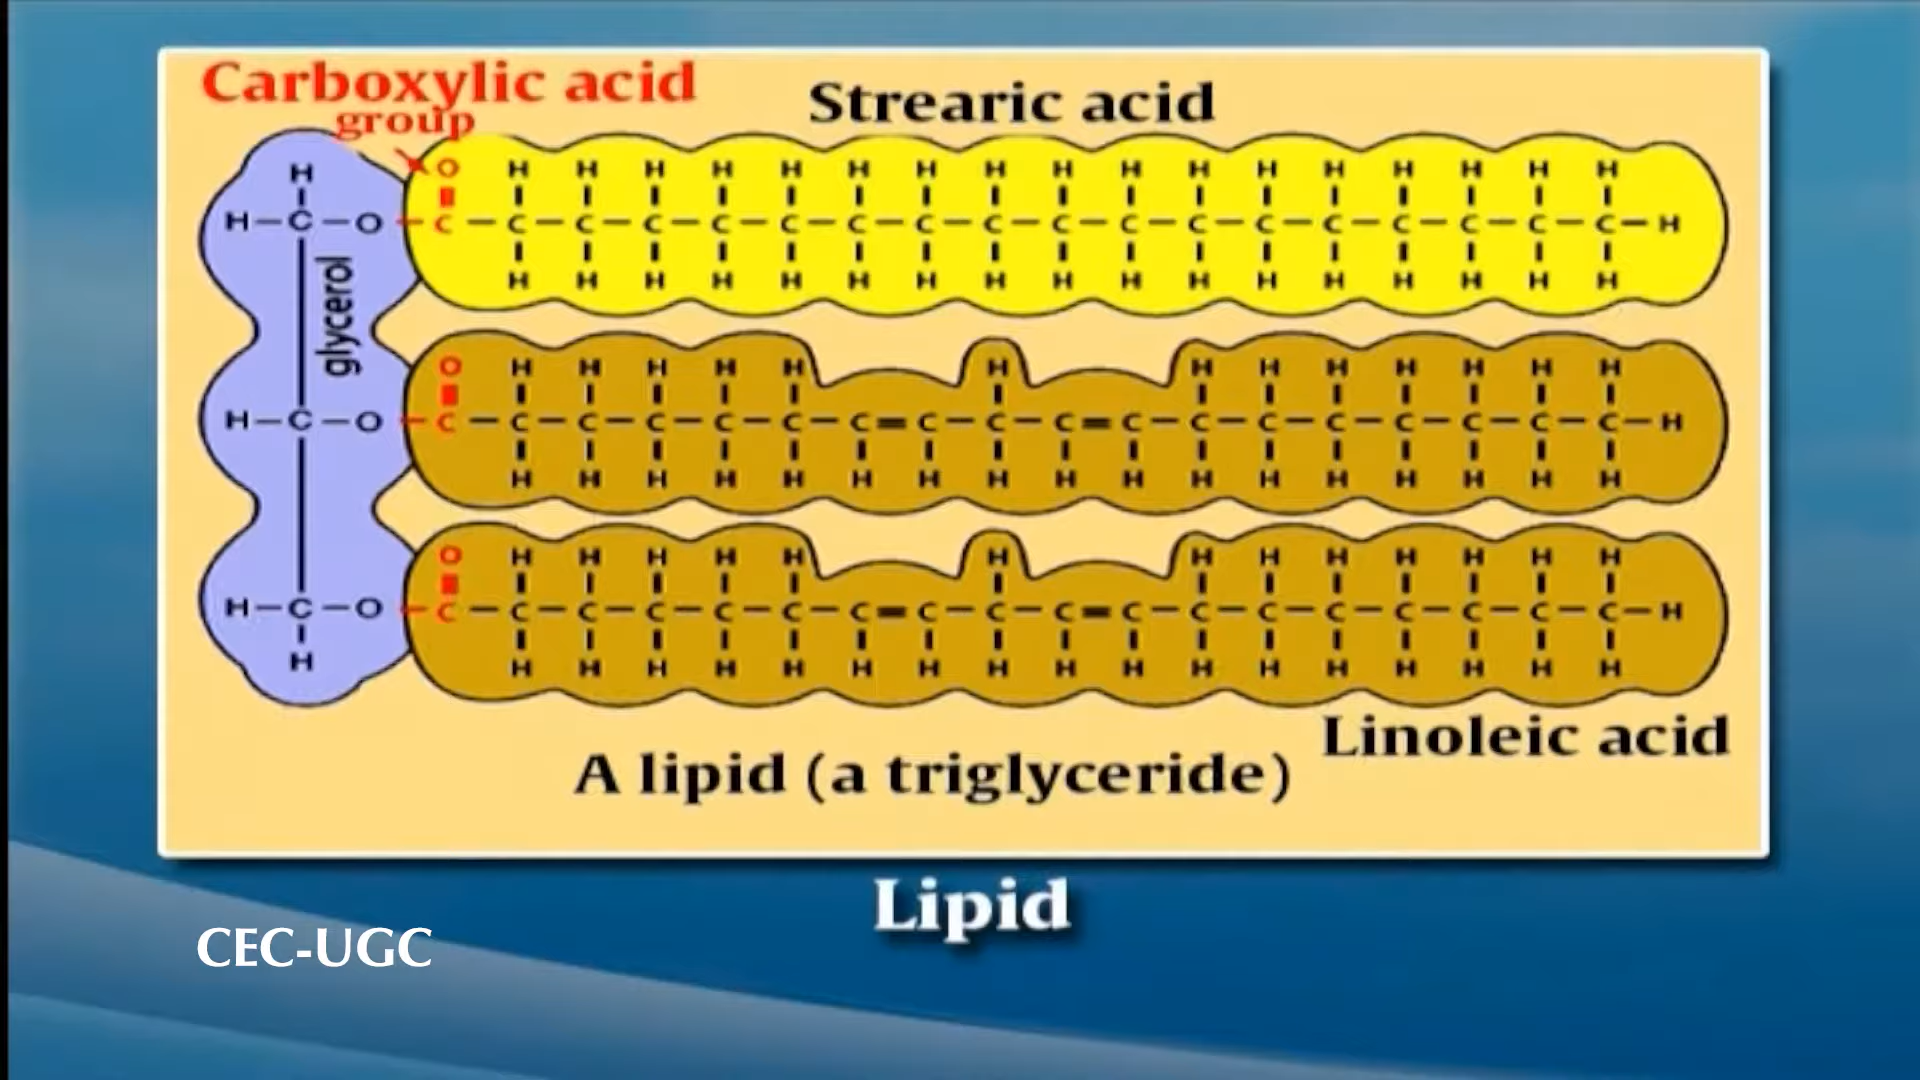 Carboxylic acid
group
Strearic acid
O H H H H H H H H H H H H H H H H H
H
H-C-O-C-C-C-C-C-C-C-C-C-C-C-C-C-C-C-C-C-C-H
H H H H H H H H H H H H H H H H H
glycerol
O H H H H H H H H H H H H H
H-C-O-C-C-C-C-C-C-C=C-C-C=C-C-C-C-C-C-C-C-H
H H H H H H H H H H H H H H H H H
O H H H H H H H H H H H H H
H-C-O-C-C-C-C-C-C-C=C-C-C=C-C-C-C-C-C-C-C-H
H
H H H H H H H H H H H H H H H H H
Linoleic acid
A lipid (a triglyceride)
Lipid
CEC-UGC